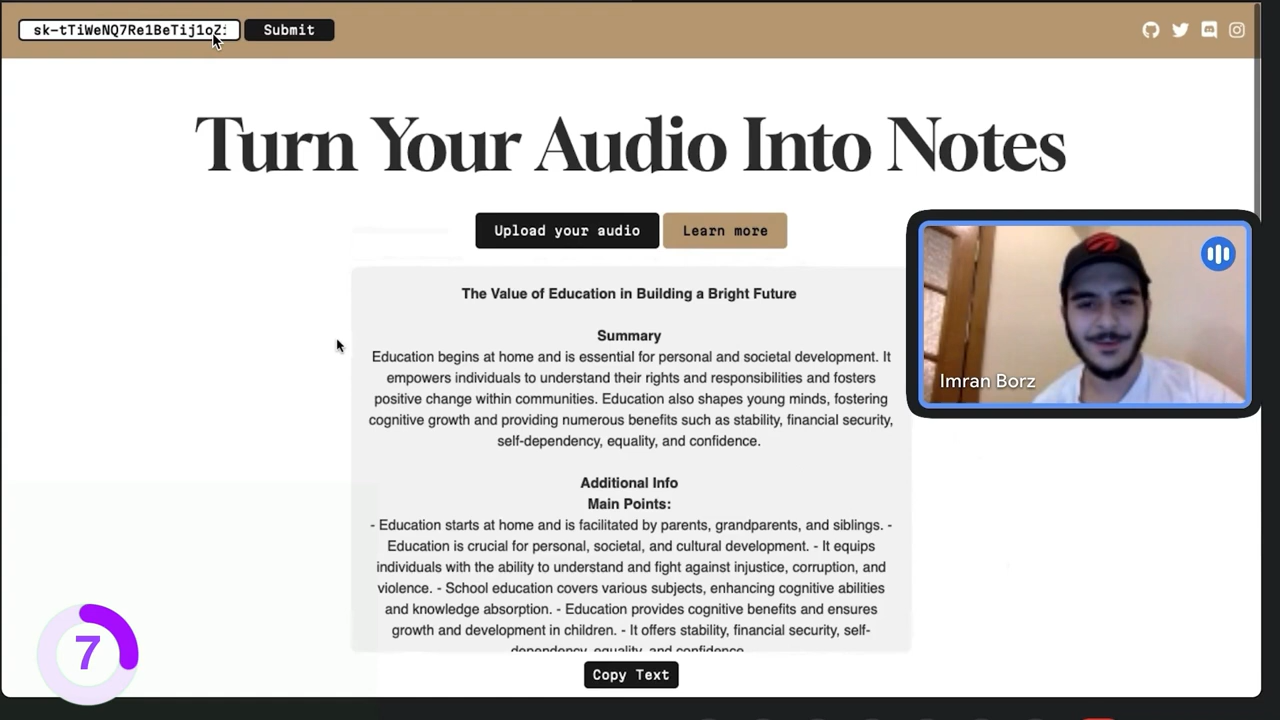 sk-tTiWeNQ7Re1BeTij1oZ
Submit
Turn Your Audio Into Notes
Upload your audio
Learn more
The Value of Education in Building a Bright Future
Summary
Education begins at home and is essential for personal and societal development. It
empowers individuals to understand their rights and responsibilities and fosters
positive change within communities. Education also shapes young minds, fostering
cognitive growth and providing numerous benefits such as stability, financial security,
self-dependency, equality, and confidence.
Additional Info
Main Points:
- Education starts at home and is facilitated by parents, grandparents, and siblings. -
Education is crucial for personal, societal, and cultural development. - It equips
individuals with the ability to understand and fight against injustice, corruption, and
violence. - School education covers various subjects, enhancing cognitive abilities
and knowledge absorption. - Education provides cognitive benefits and ensures
growth and development in children. - It offers stability, financial security, self-
dependency, equality, and confidence.
Copy Text
Imran Borz
7